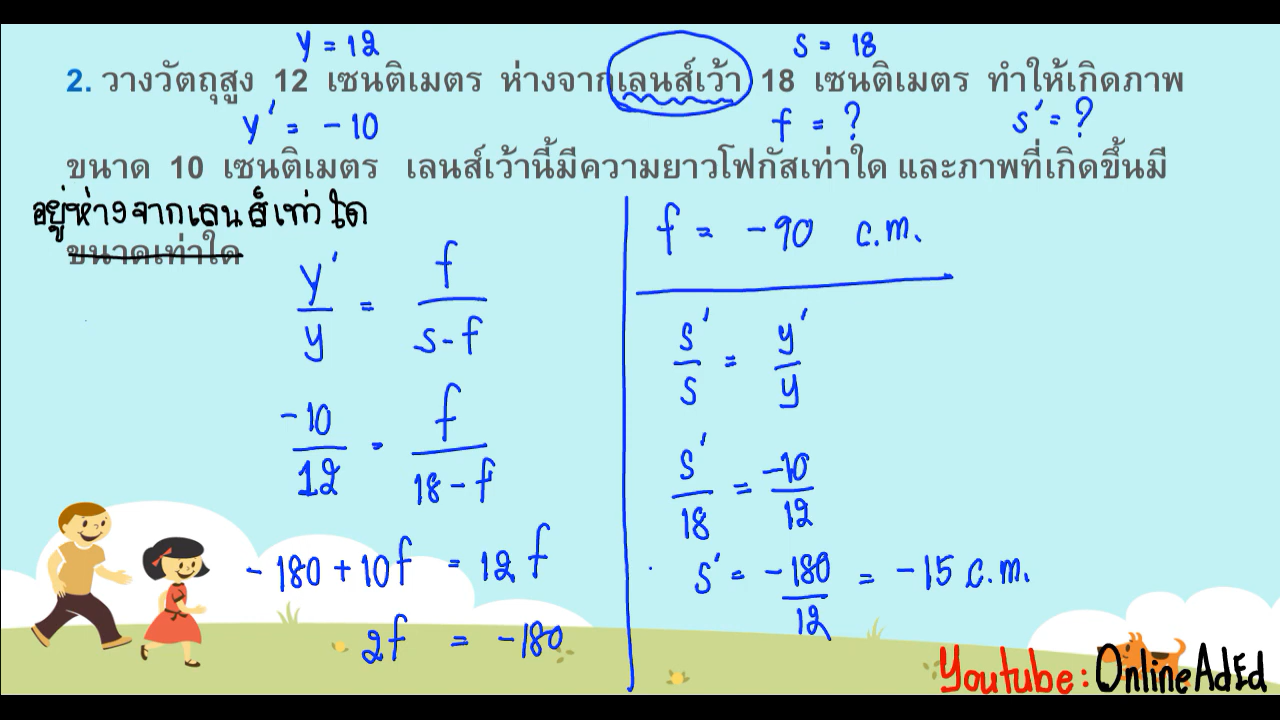 y = 12
s = 18
2. วางวัตถุสูง 12 เซนติเมตร ห่างจากเลนส์เว้า 18 เซนติเมตร ทำให้เกิดภาพ
y' = -10
f = ?
s' = ?
ขนาด 10 เซนติเมตร เลนส์เว้านี้มีความยาวโฟกัสเท่าใด และภาพที่เกิดขึ้นมี
อยู่ห่างจากเลนส์เท่าใด
ขนาดเท่าใด
y'/y = f/(s-f)
-10/12 = f/(18-f)
-180 + 10f = 12f
2f = -180
f = -90 c.m.
s'/s = y'/y
s'/18 = -10/12
s' = -180/12 = -15 c.m.
Youtube: OnlineAdEd